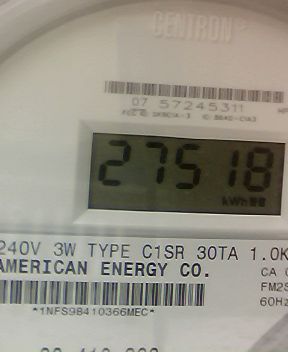 CENTRON®
07 57245311
27518
kWh
240V 3W TYPE C1SR 30TA 1.0K
AMERICAN ENERGY CO.
CA
FM2S
60Hz
*1NFS98410366MEC*